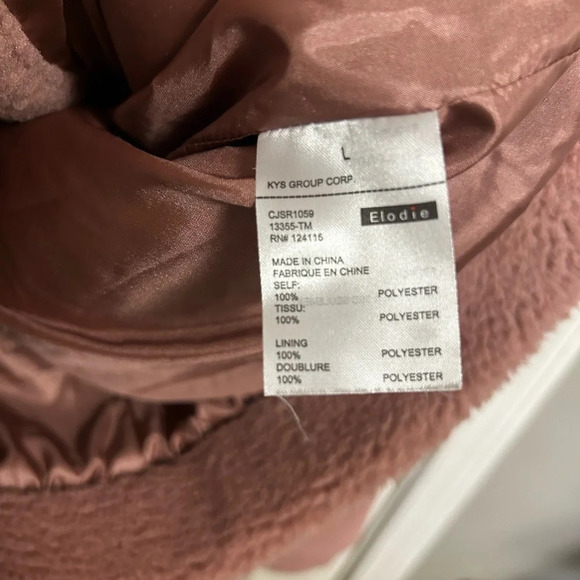 L
KYS GROUP CORP.
CJSR1059
Elodie
13355-TM
RN# 124115
MADE IN CHINA
FABRIQUE EN CHINE
SELF:
100% POLYESTER
TISSU:
100% POLYESTER
LINING
100% POLYESTER
DOUBLURE
100% POLYESTER